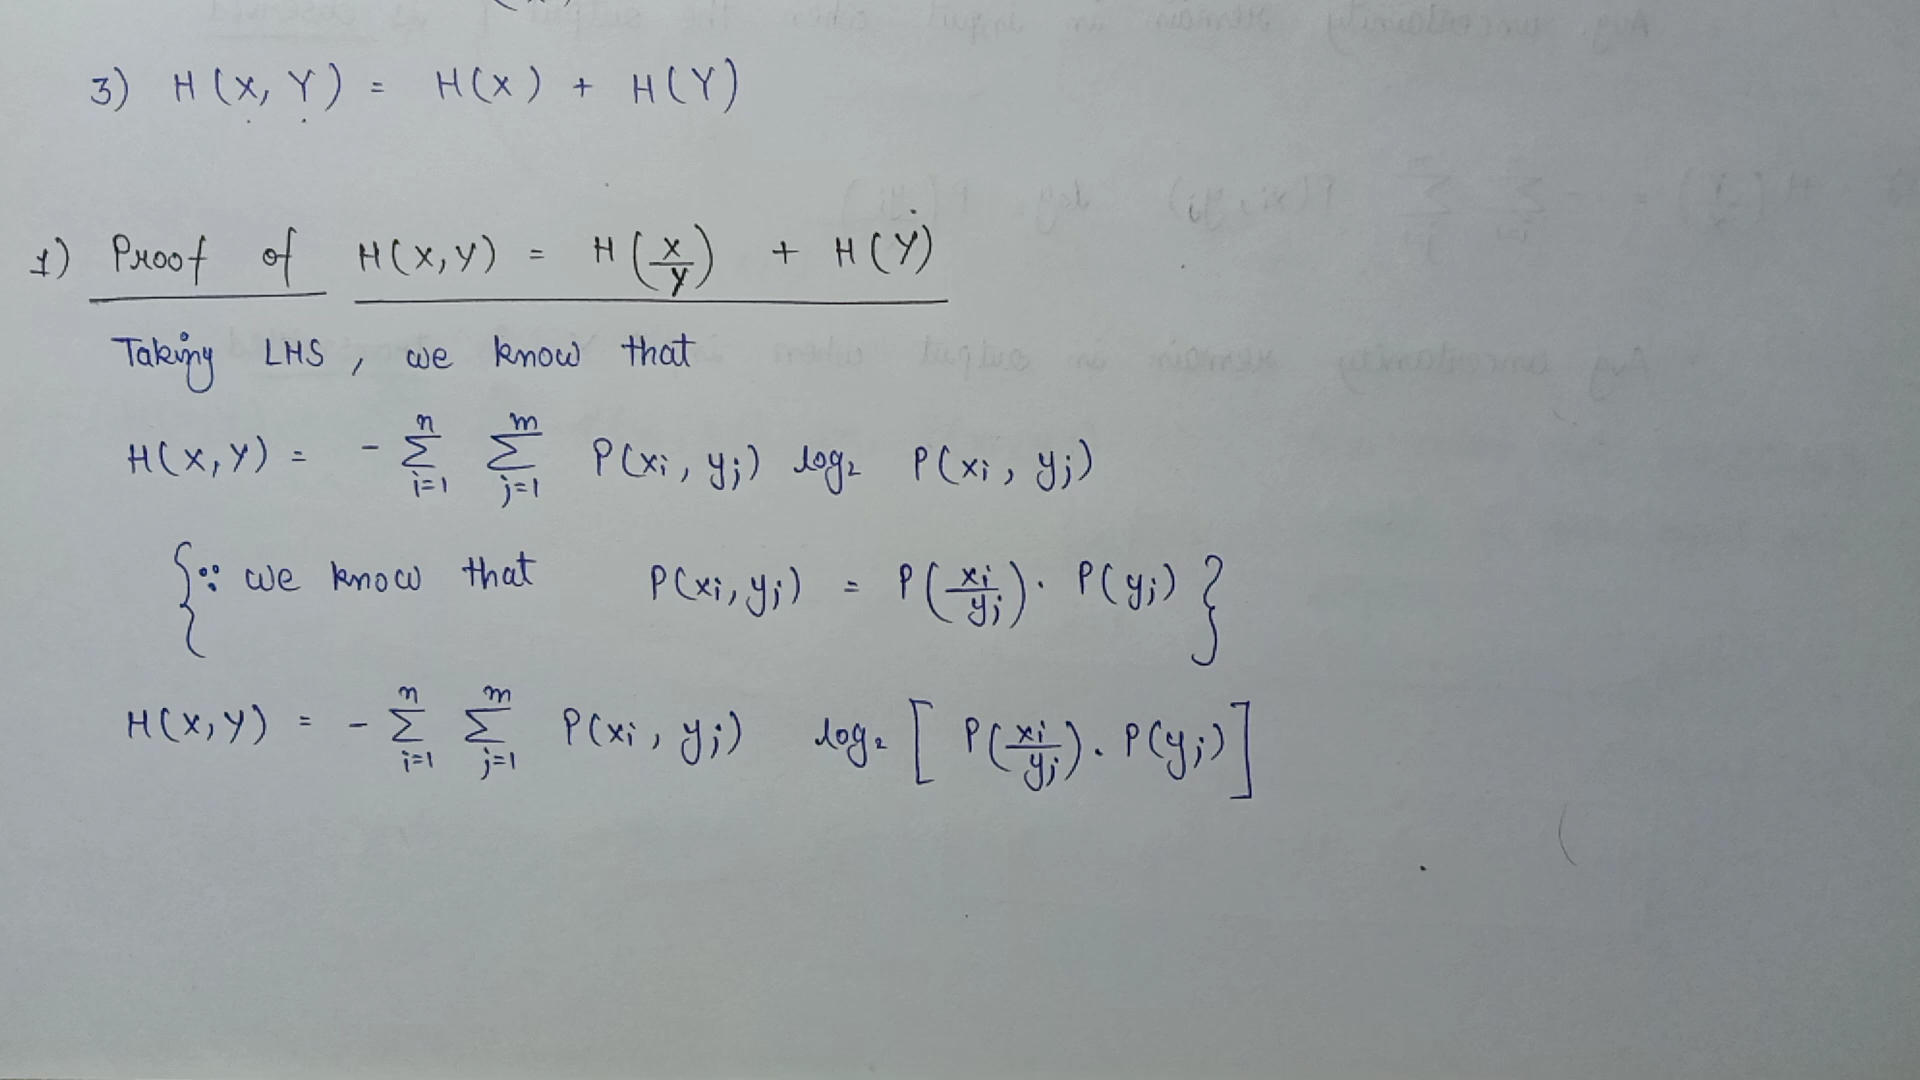 3) H(X, Y) = H(X) + H(Y)
1) Proof of H(X,Y) = H(X/Y) + H(Y)
Taking LHS, we know that
H(X,Y) = - Σ_{i=1}^{n} Σ_{j=1}^{m} P(xi, yj) log₂ P(xi, yj)
{∵ we know that P(xi, yj) = P(xi/yj) · P(yj)}
H(X,Y) = - Σ_{i=1}^{n} Σ_{j=1}^{m} P(xi, yj) log₂ [P(xi/yj) · P(yj)]